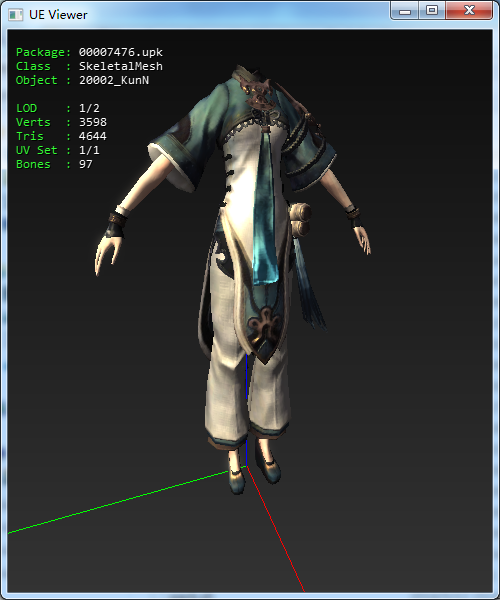 UE Viewer
Package: 00007476.upk
Class : SkeletalMesh
Object : 20002_KunN
LOD : 1/2
Verts : 3598
Tris : 4644
UV Set : 1/1
Bones : 97